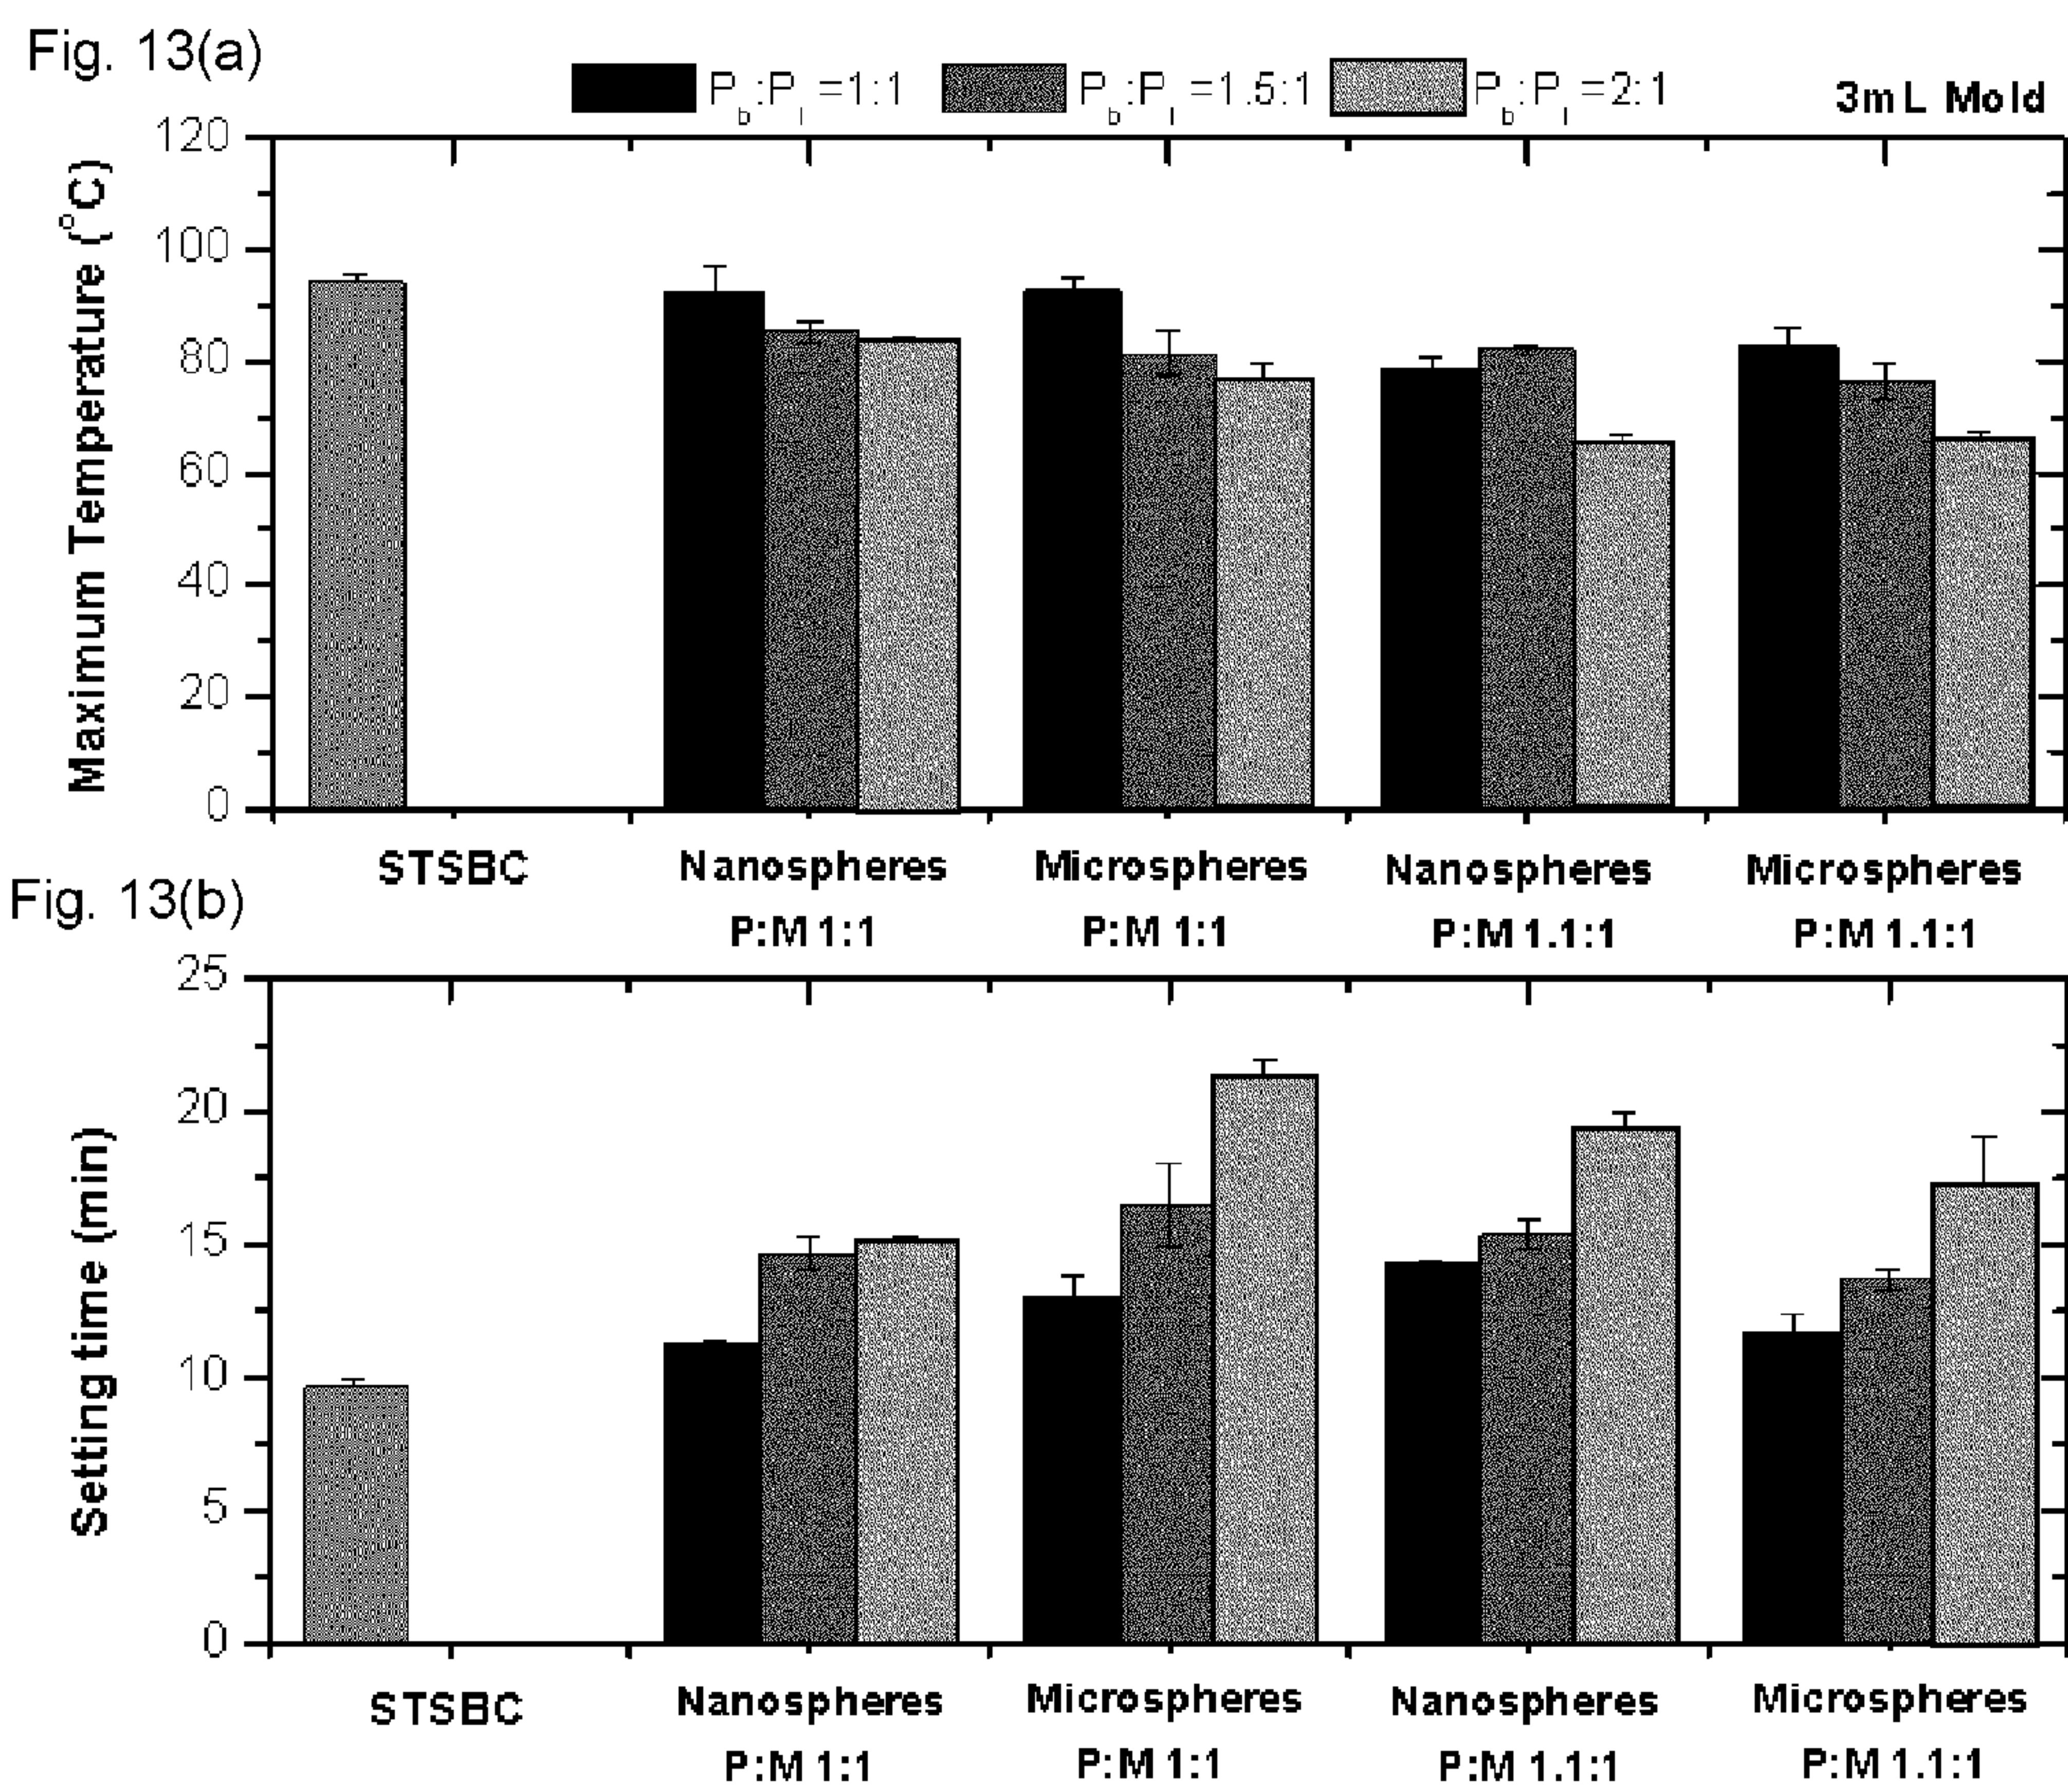 Fig. 13(a)
Pb:Pl =1:1 Pb:Pl =1.5:1 Pb:Pl =2:1 3mL Mold
Maximum Temperature (°C)
120
100
80
60
40
20
0
STSBC Nanospheres Microspheres Nanospheres Microspheres
P:M 1:1 P:M 1:1 P:M 1.1:1 P:M 1.1:1
Fig. 13(b)
Setting time (min)
25
20
15
10
5
0
STSBC Nanospheres Microspheres Nanospheres Microspheres
P:M 1:1 P:M 1:1 P:M 1.1:1 P:M 1.1:1